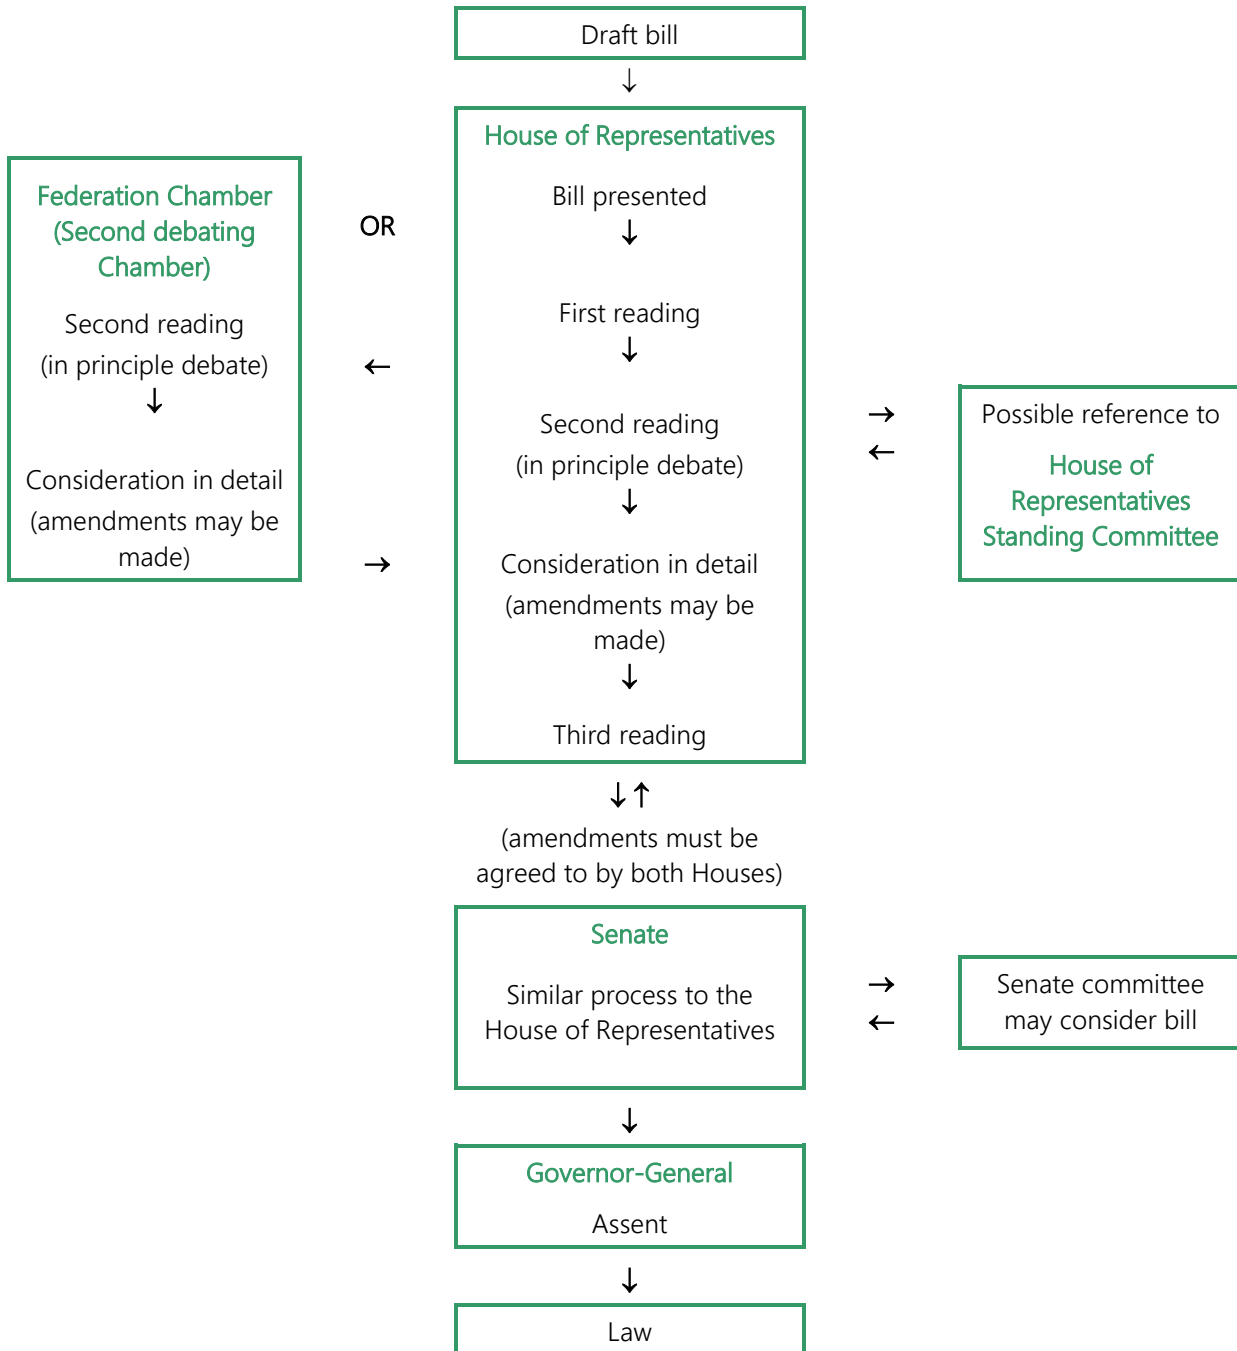 Draft bill
↓
House of Representatives
Bill presented
↓
First reading
↓
Second reading
(in principle debate)
↓
Consideration in detail
(amendments may be
made)
↓
Third reading
Federation Chamber
(Second debating
Chamber)
Second reading
(in principle debate)
↓
Consideration in detail
(amendments may be
made)
OR
←
→
→
←
Possible reference to
House of
Representatives
Standing Committee
↓↑
(amendments must be
agreed to by both Houses)
Senate
Similar process to the
House of Representatives
→
←
Senate committee
may consider bill
↓
Governor-General
Assent
↓
Law